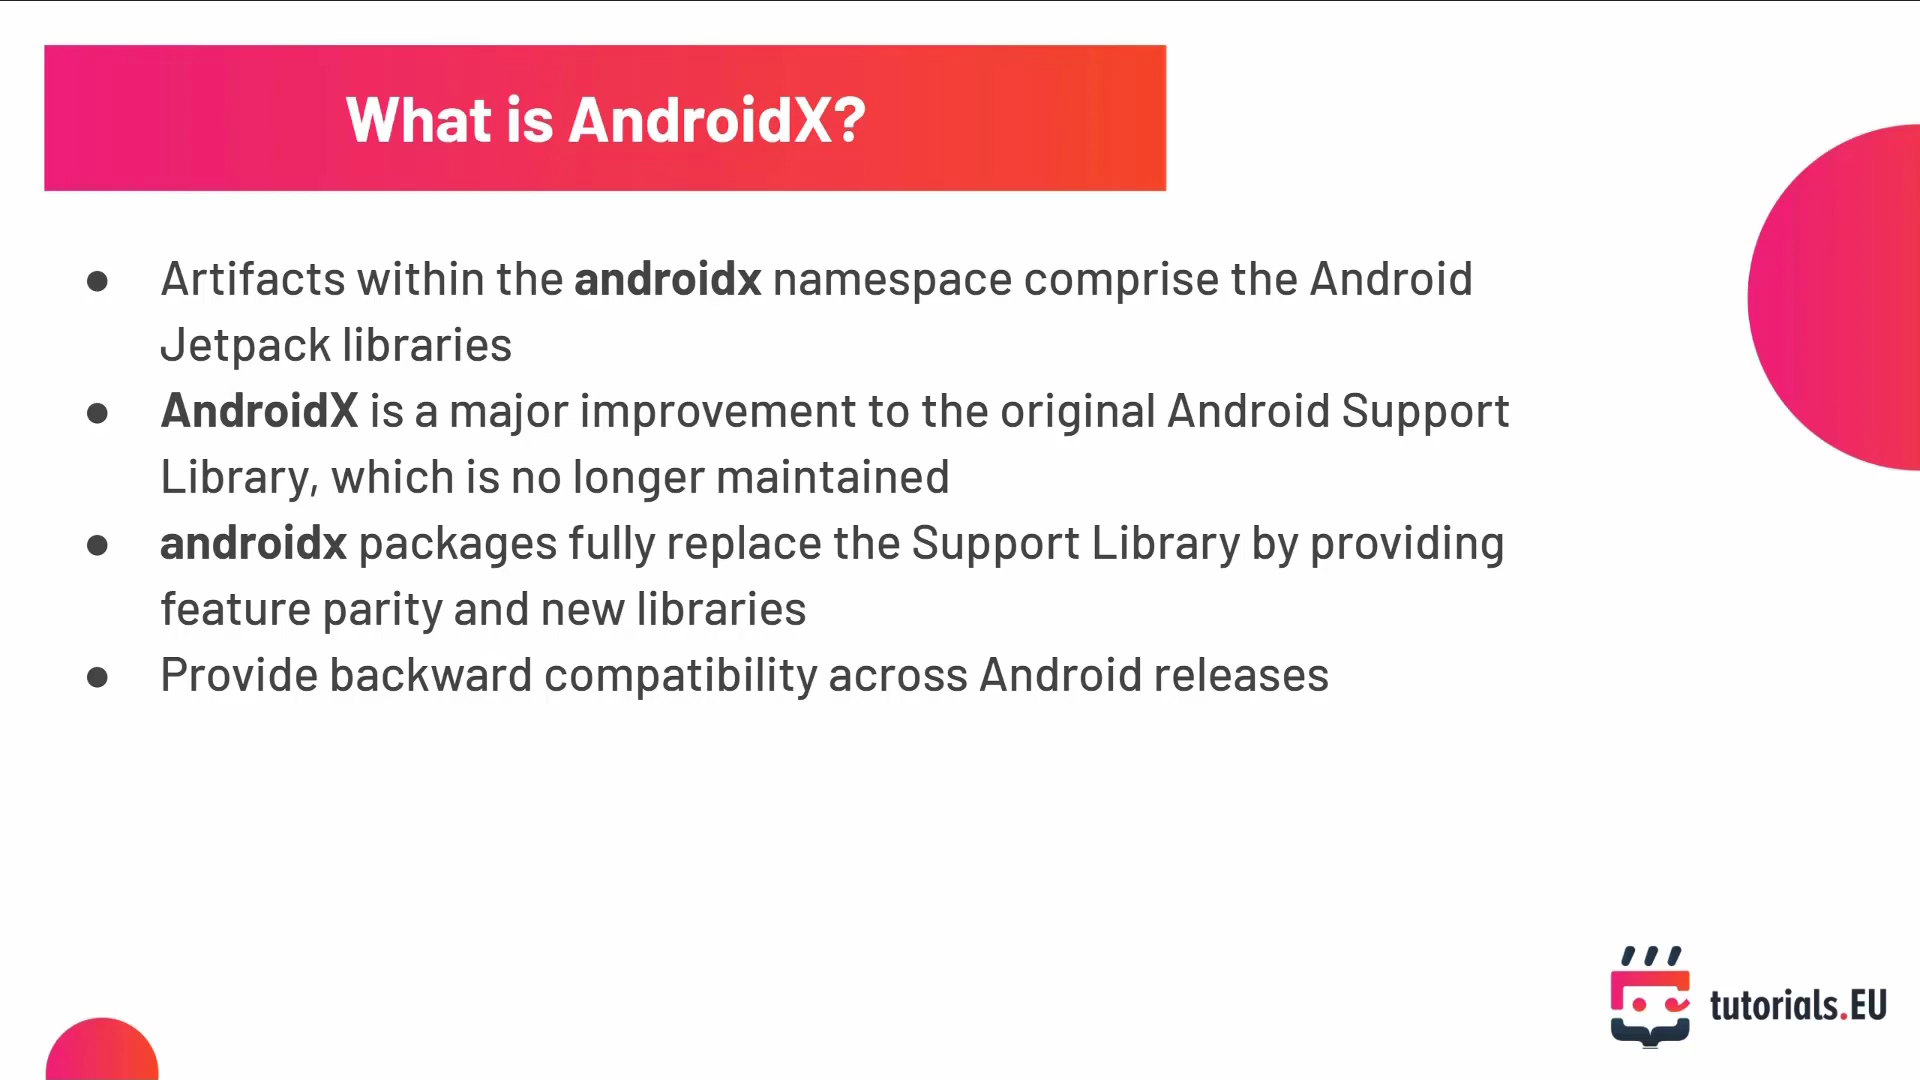 What is AndroidX?
● Artifacts within the androidx namespace comprise the Android
Jetpack libraries
● AndroidX is a major improvement to the original Android Support
Library, which is no longer maintained
● androidx packages fully replace the Support Library by providing
feature parity and new libraries
● Provide backward compatibility across Android releases
tutorials.EU